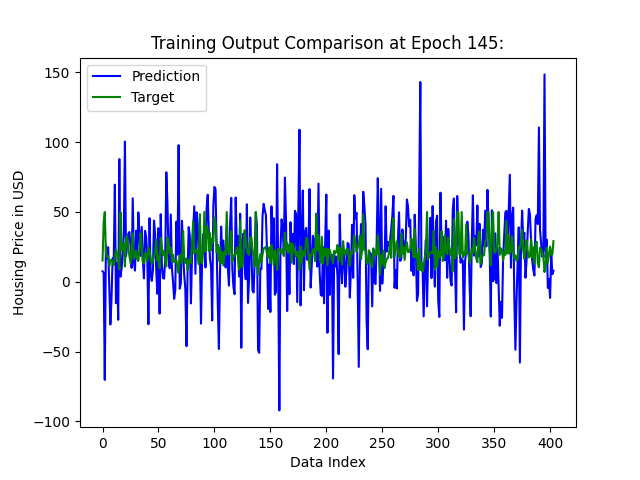 Training Output Comparison at Epoch 145:
Prediction
Target
Housing Price in USD
150
100
50
0
−50
−100
0 50 100 150 200 250 300 350 400
Data Index